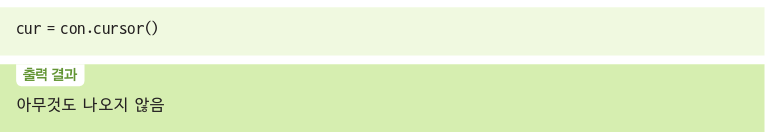 cur = con.cursor()
출력 결과
아무것도 나오지 않음